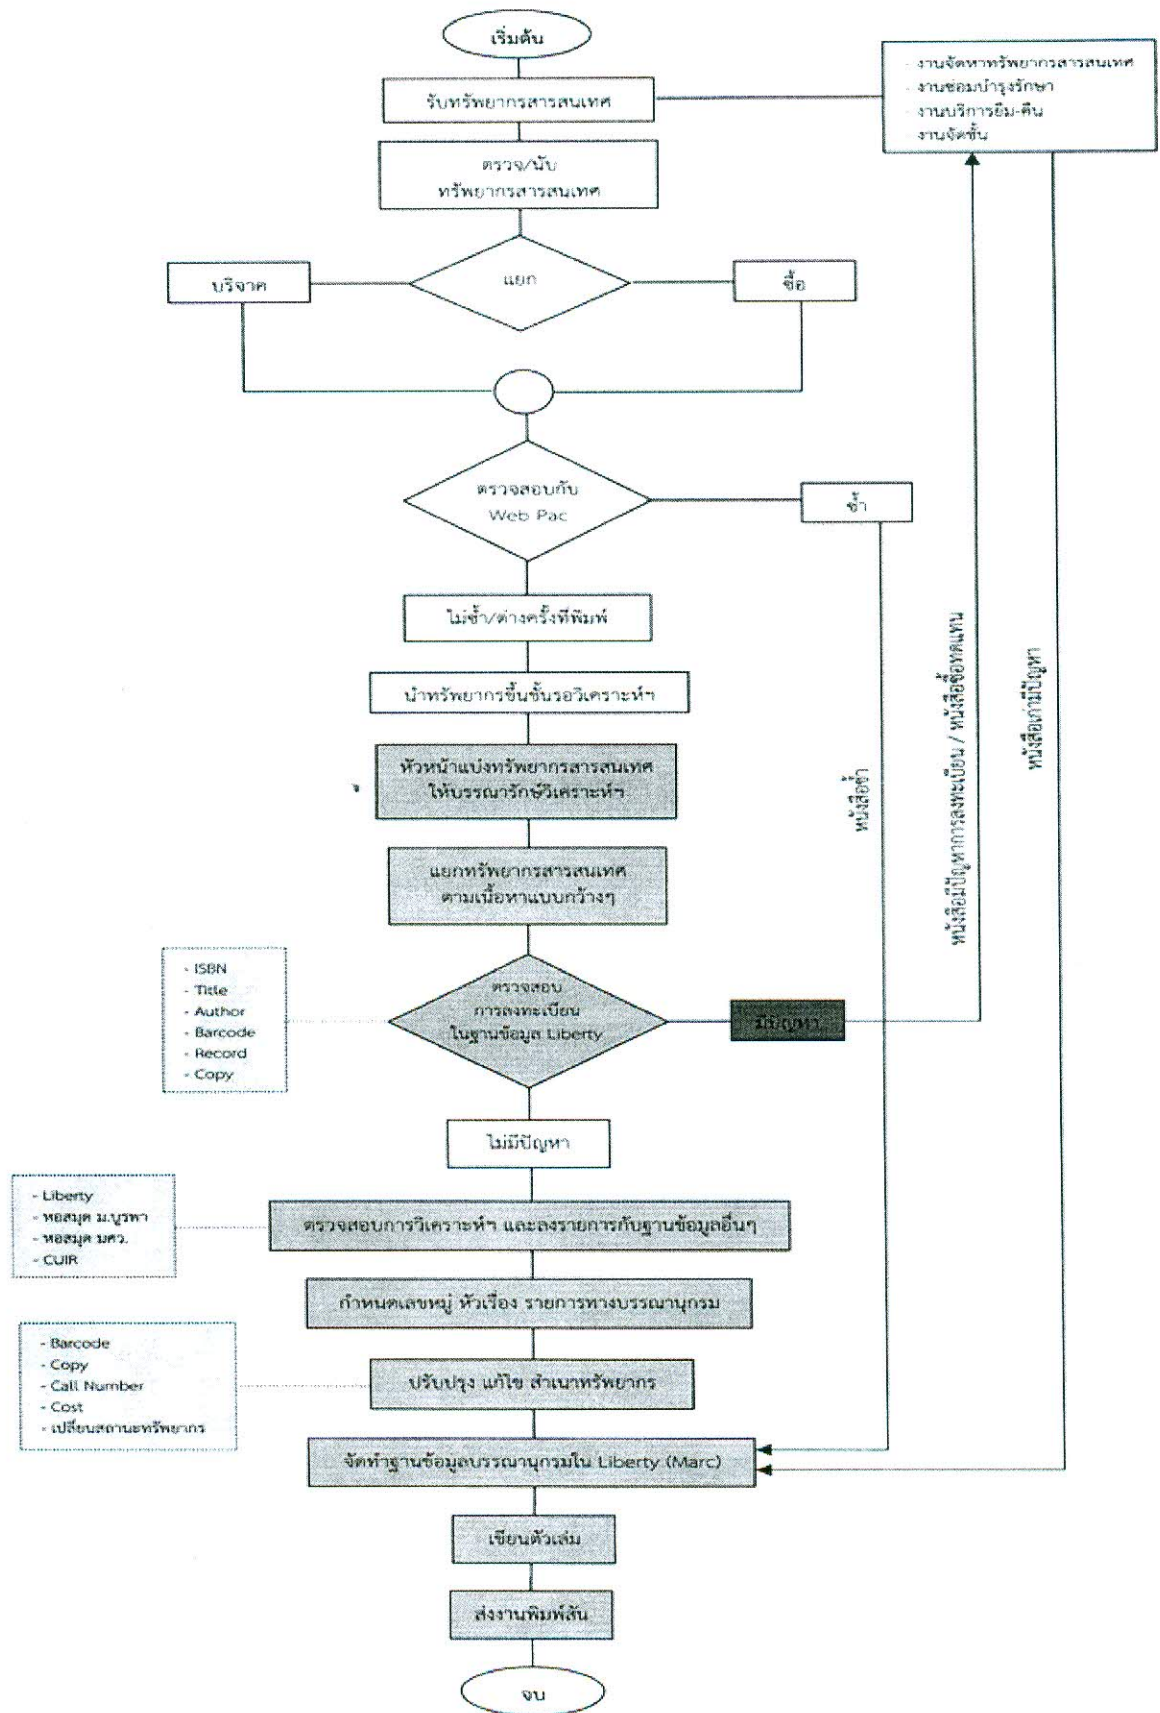 เริ่มต้น
- งานจัดหาทรัพยากรสารสนเทศ
- งานซ่อมบำรุงรักษา
- งานบริการยืม-คืน
- งานจัดชั้น
รับทรัพยากรสารสนเทศ
ตรวจ/นับ
ทรัพยากรสารสนเทศ
บริจาค
แยก
ซื้อ
ตรวจสอบกับ
Web Pac
ซ้ำ
ไม่ซ้ำ/ต่างครั้งที่พิมพ์
นำทรัพยากรขึ้นชั้นรอวิเคราะห์ฯ
หัวหน้าแบ่งทรัพยากรสารสนเทศ
ให้บรรณารักษ์วิเคราะห์ฯ
หนังสือซ้ำ
หนังสือมีปัญหาการลงทะเบียน / หนังสือซื้อทดแทน
หนังสือเก่ามีปัญหา
แยกทรัพยากรสารสนเทศ
ตามเนื้อหาแบบกว้างๆ
- ISBN
- Title
- Author
- Barcode
- Record
- Copy
ตรวจสอบ
การลงทะเบียน
ในฐานข้อมูล Liberty
มีปัญหา
ไม่มีปัญหา
- Liberty
- หอสมุด ม.บูรพา
- หอสมุด มศว.
- CUIR
ตรวจสอบการวิเคราะห์ฯ และลงรายการกับฐานข้อมูลอื่นๆ
กำหนดเลขหมู่ หัวเรื่อง รายการทางบรรณานุกรม
- Barcode
- Copy
- Call Number
- Cost
- เปลี่ยนสถานะทรัพยากร
ปรับปรุง แก้ไข สำเนาทรัพยากร
จัดทำฐานข้อมูลบรรณานุกรมใน Liberty (Marc)
เขียนตัวเล่ม
ส่งงานพิมพ์สัน
จบ